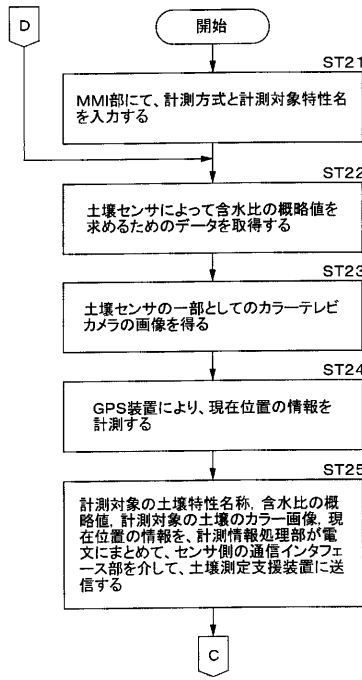 D
開始
ST21
MMI部にて、計測方式と計測対象特性名
を入力する
ST22
土壌センサによって含水比の概略値を
求めるためのデータを取得する
ST23
土壌センサの一部としてのカラーテレビ
カメラの画像を得る
ST24
GPS装置により、現在位置の情報を
計測する
ST25
計測対象の土壌特性名称, 含水比の概
略値, 計測対象の土壌のカラー画像, 現
在位置の情報を、計測情報処理部が電
文にまとめて、センサ側の通信インタフェ
ース部を介して、土壌測定支援装置に送
信する
C